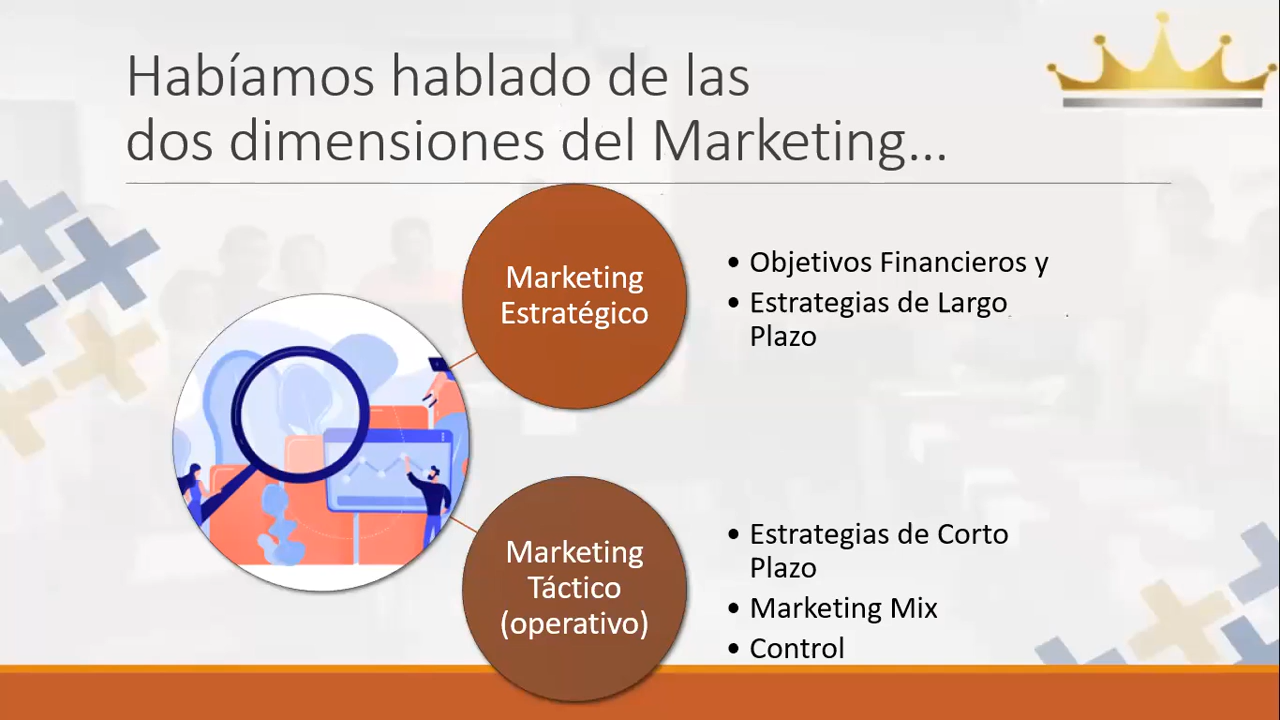 Habíamos hablado de las
dos dimensiones del Marketing...
Marketing
Estratégico
• Objetivos Financieros y
• Estrategias de Largo
Plazo
Marketing
Táctico
(operativo)
• Estrategias de Corto
Plazo
• Marketing Mix
• Control